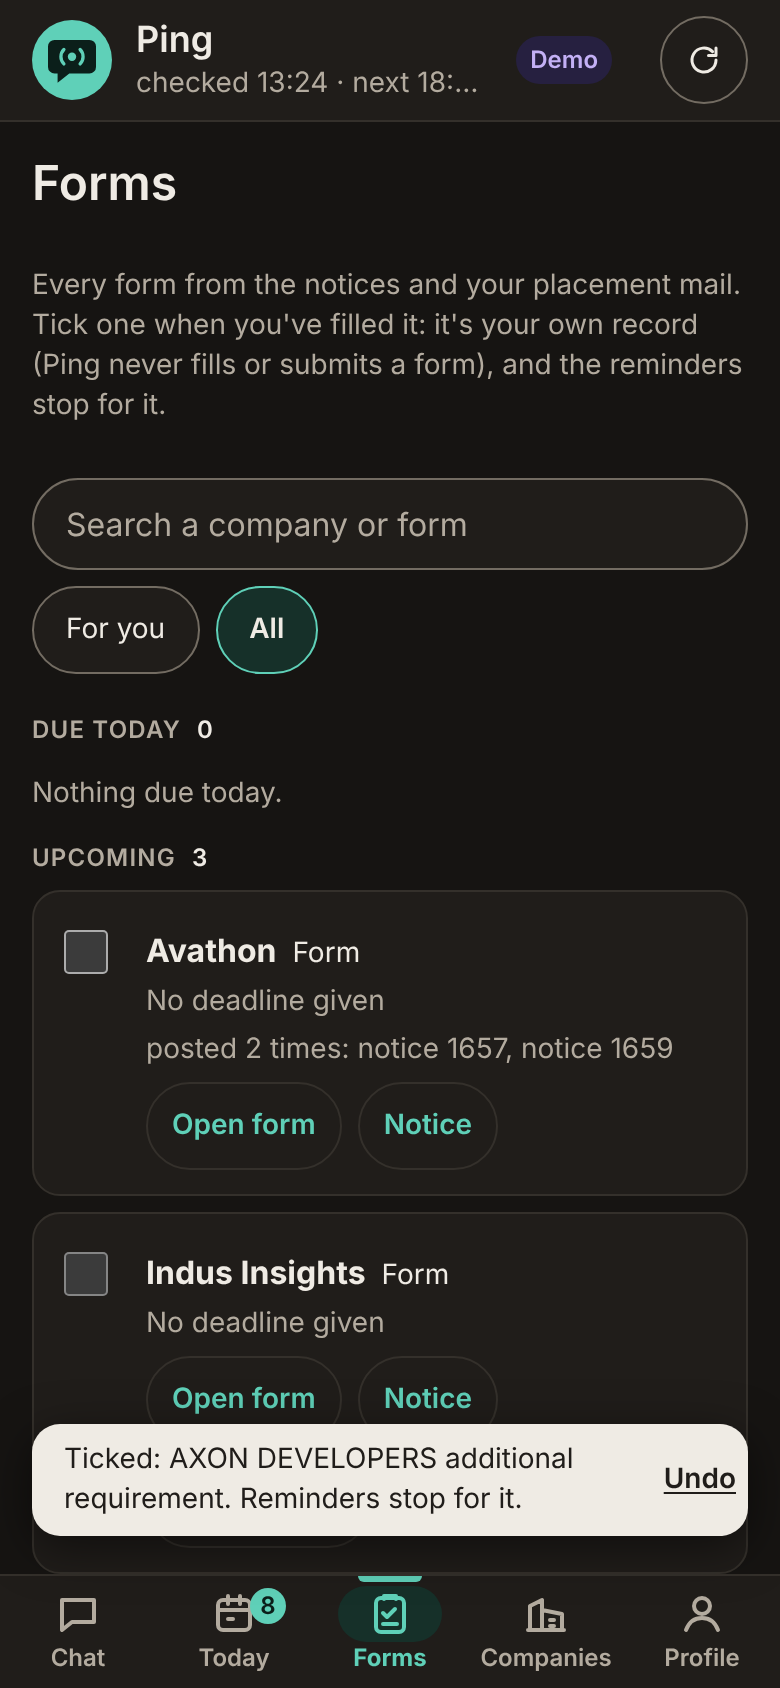 Ping
checked 13:24 · next 18:...
Demo
Forms
Every form from the notices and your placement mail.
Tick one when you've filled it: it's your own record
(Ping never fills or submits a form), and the reminders
stop for it.
Search a company or form
For you
All
DUE TODAY 0
Nothing due today.
UPCOMING 3
Avathon Form
No deadline given
posted 2 times: notice 1657, notice 1659
Open form
Notice
Indus Insights Form
No deadline given
Open form
Notice
Ticked: AXON DEVELOPERS additional
requirement. Reminders stop for it.
Undo
8
Chat
Today
Forms
Companies
Profile